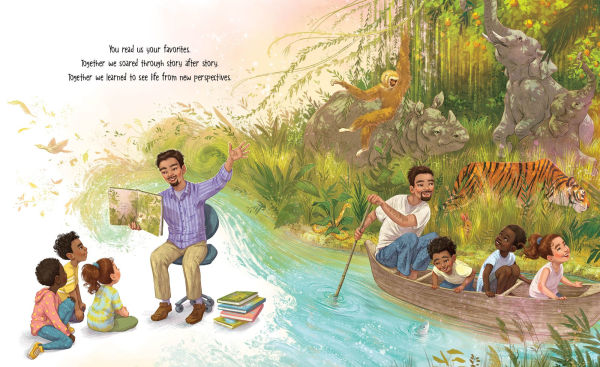 You read us your favorites.
Together we soared through story after story.
Together we learned to see life from new perspectives.